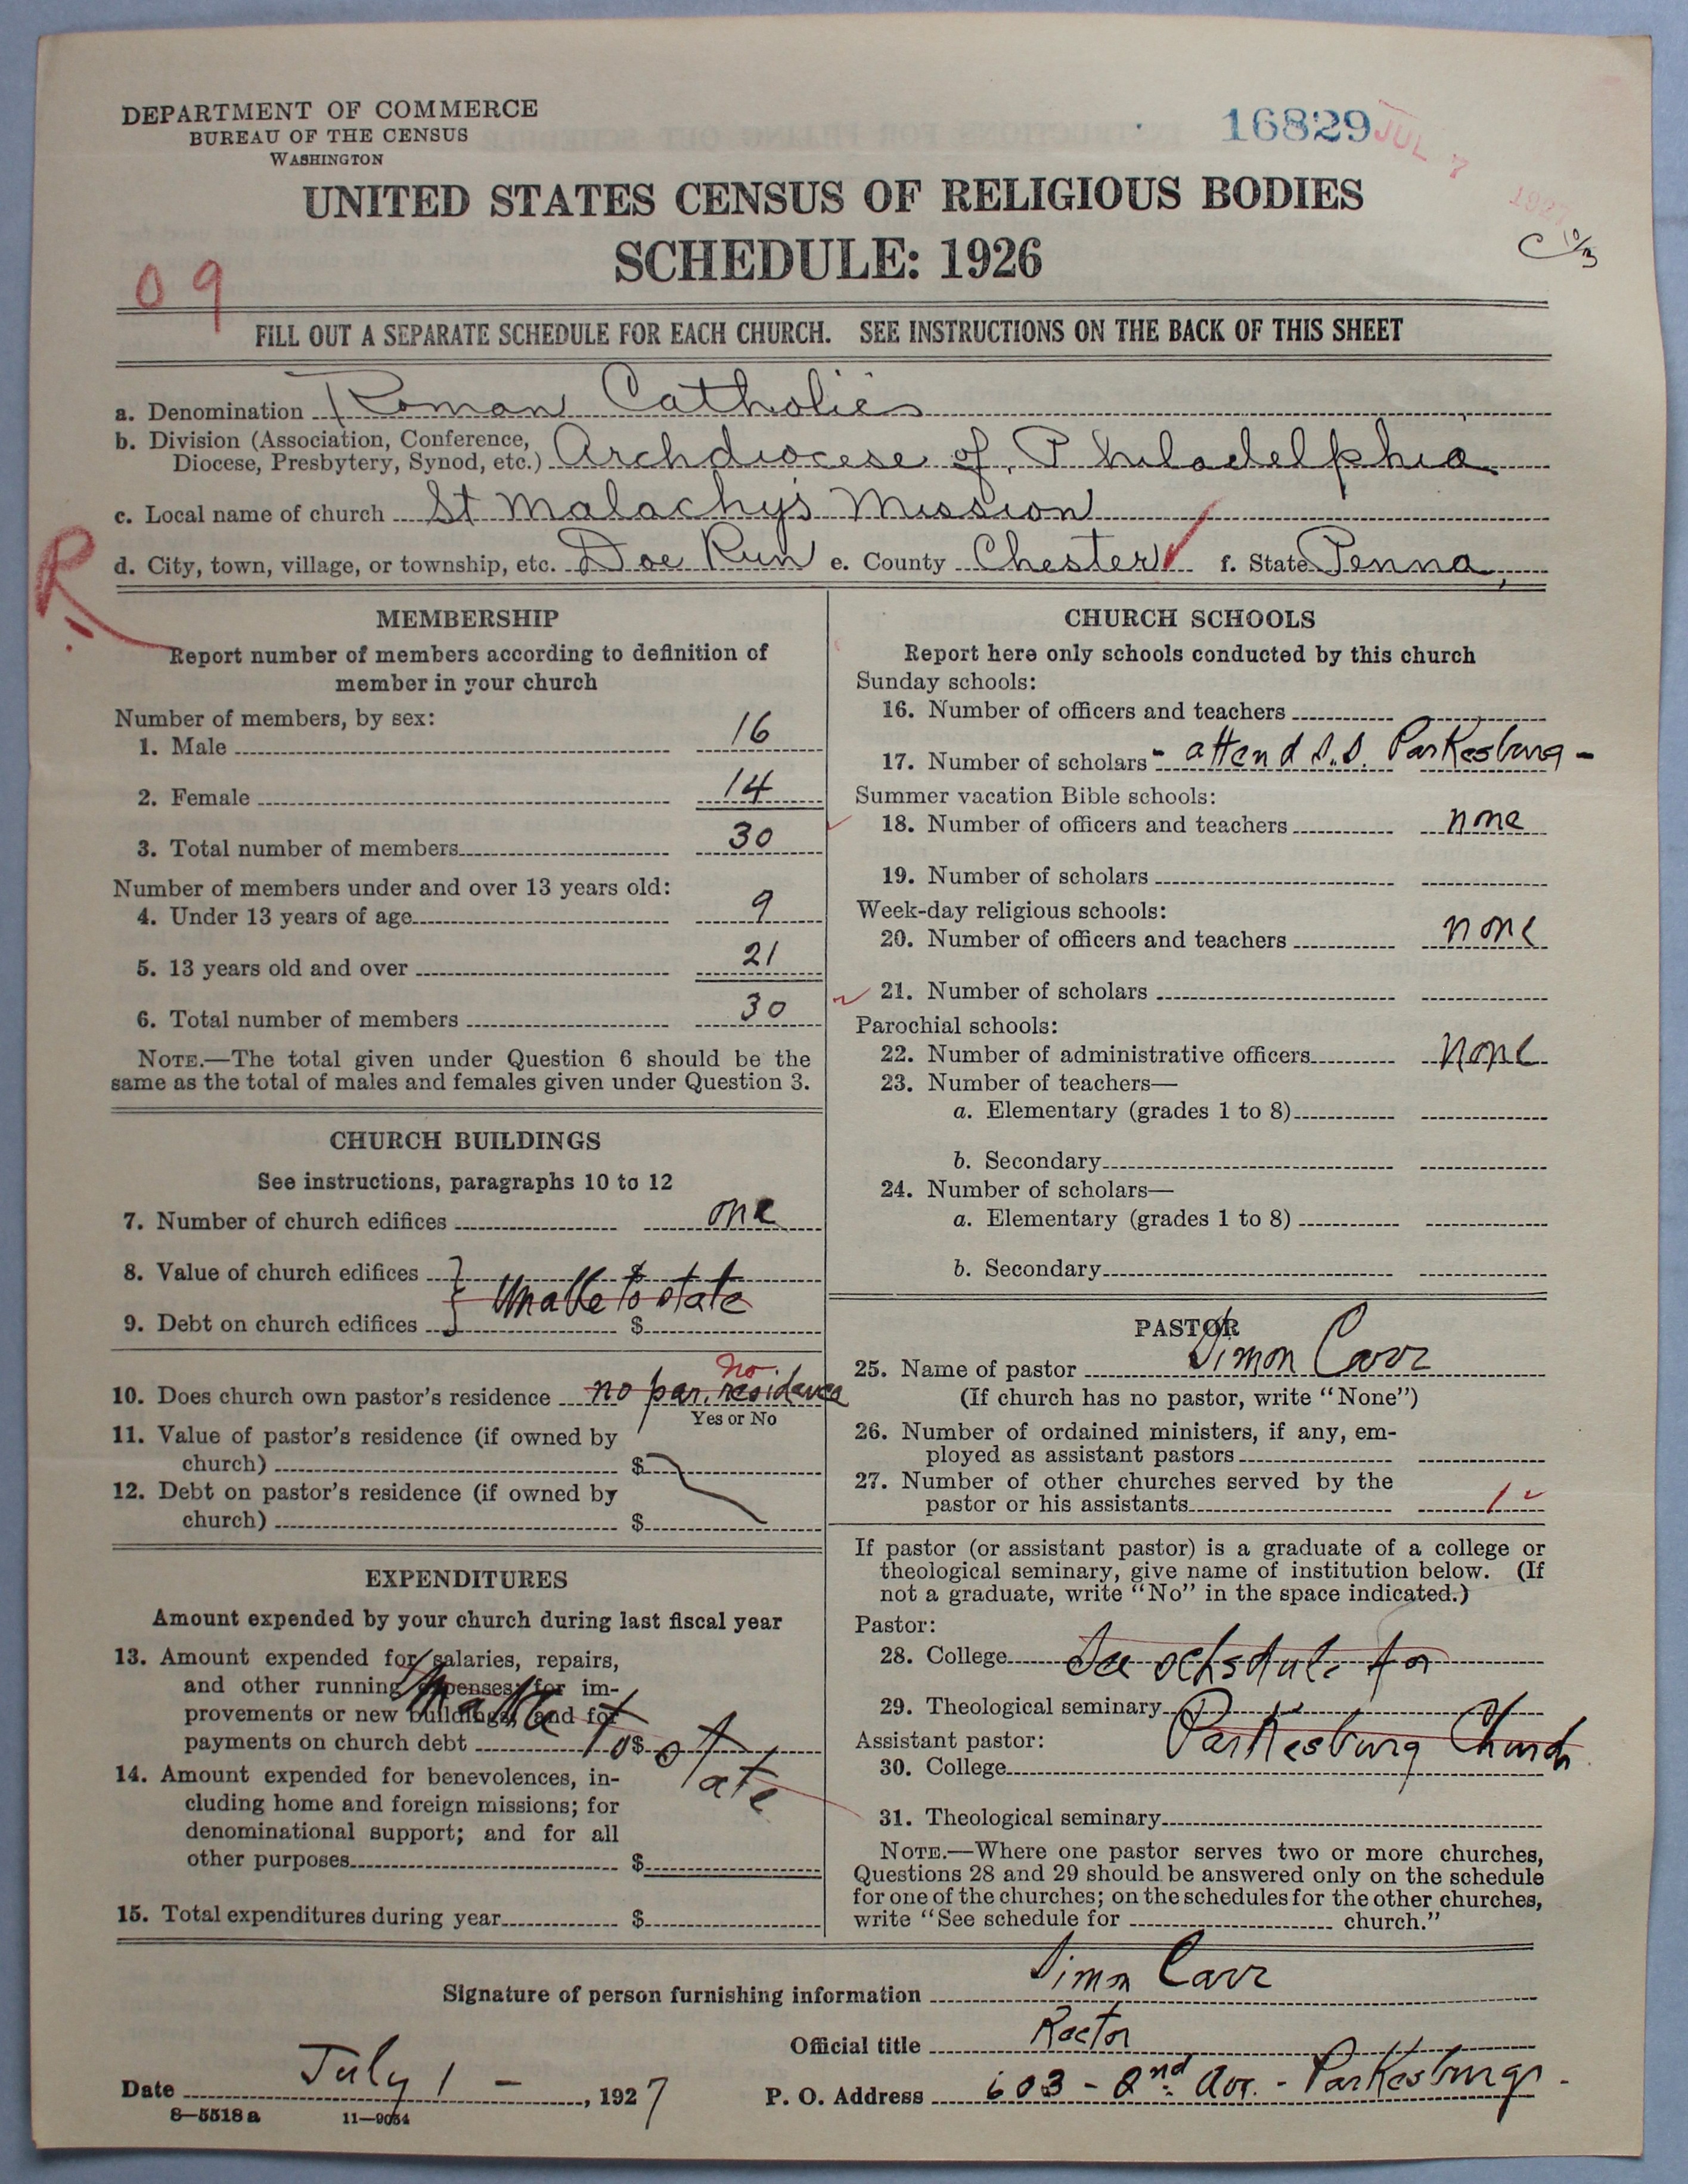 DEPARTMENT OF COMMERCE
BUREAU OF THE CENSUS
WASHINGTON
16829
JUL 7 1927
UNITED STATES CENSUS OF RELIGIOUS BODIES
SCHEDULE: 1926
09
FILL OUT A SEPARATE SCHEDULE FOR EACH CHURCH. SEE INSTRUCTIONS ON THE BACK OF THIS SHEET
a. Denomination Roman Catholic
b. Division (Association, Conference, Diocese, Presbytery, Synod, etc.) Archdiocese of Philadelphia
c. Local name of church St Malachy's Mission
d. City, town, village, or township, etc. Doe Run e. County Chester f. State Penna
R
MEMBERSHIP
Report number of members according to definition of
member in your church
Number of members, by sex:
1. Male 16
2. Female 14
3. Total number of members 30
Number of members under and over 13 years old:
4. Under 13 years of age 9
5. 13 years old and over 21
6. Total number of members 30
NOTE.—The total given under Question 6 should be the
same as the total of males and females given under Question 3.
CHURCH BUILDINGS
See instructions, paragraphs 10 to 12
7. Number of church edifices one
8. Value of church edifices $
Unable to state
9. Debt on church edifices $
No
10. Does church own pastor's residence no par. residence
Yes or No
11. Value of pastor's residence (if owned by
church) $
12. Debt on pastor's residence (if owned by
church) $
EXPENDITURES
Amount expended by your church during last fiscal year
13. Amount expended for salaries, repairs,
and other running expenses; for im-
provements or new buildings; and for
payments on church debt $
Unable to state
14. Amount expended for benevolences, in-
cluding home and foreign missions; for
denominational support; and for all
other purposes $
15. Total expenditures during year $
CHURCH SCHOOLS
Report here only schools conducted by this church
Sunday schools:
16. Number of officers and teachers
17. Number of scholars - attend S.S. Parkesburg -
Summer vacation Bible schools:
18. Number of officers and teachers none
19. Number of scholars
Week-day religious schools:
20. Number of officers and teachers none
21. Number of scholars
Parochial schools:
22. Number of administrative officers none
23. Number of teachers—
a. Elementary (grades 1 to 8)
b. Secondary
24. Number of scholars—
a. Elementary (grades 1 to 8)
b. Secondary
PASTOR
25. Name of pastor Simon Carr
(If church has no pastor, write "None")
26. Number of ordained ministers, if any, em-
ployed as assistant pastors
27. Number of other churches served by the
pastor or his assistants 1
If pastor (or assistant pastor) is a graduate of a college or
theological seminary, give name of institution below. (If
not a graduate, write "No" in the space indicated.)
Pastor:
28. College See schedule for
29. Theological seminary Parkesburg Church
Assistant pastor:
30. College
31. Theological seminary
NOTE.—Where one pastor serves two or more churches,
Questions 28 and 29 should be answered only on the schedule
for one of the churches; on the schedules for the other churches,
write "See schedule for church."
Signature of person furnishing information Simon Carr
Official title Rector
Date July 1 -, 1927 P. O. Address 603 - 2nd Ave. - Parkesburg.
8—5518a 11—9034